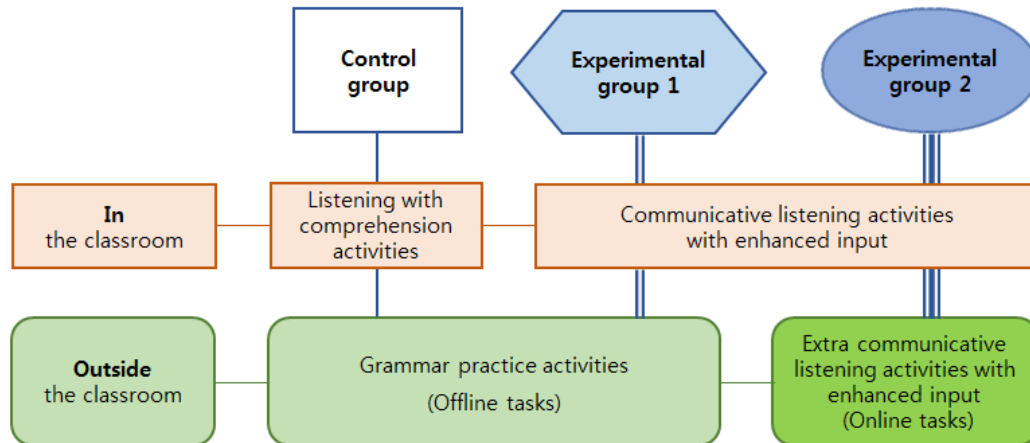 Control
group
Experimental
group 1
Experimental
group 2
In
the classroom
Listening with
comprehension
activities
Communicative listening activities
with enhanced input
Outside
the classroom
Grammar practice activities
(Offline tasks)
Extra communicative
listening activities with
enhanced input
(Online tasks)